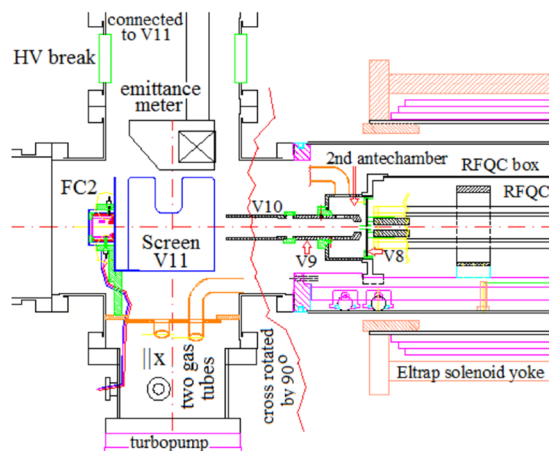 connected
to V11
HV break
emittance
meter
2nd antechamber
RFQC box
FC2
RFQC
V10
Screen
V11
V9
V8
||x
two gas
tubes
cross rotated
by 90°
Eltrap solenoid yoke
turbopump